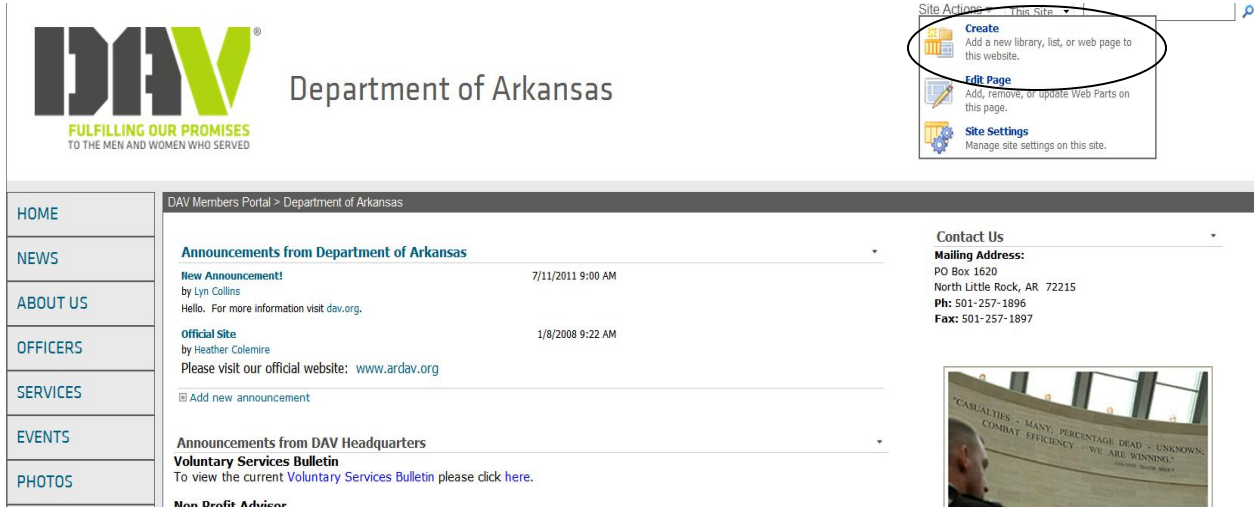 Site Actions
This Site
Create
Add a new library, list, or web page to
this website.
Edit Page
Add, remove, or update Web Parts on
this page.
Site Settings
Manage site settings on this site.
DAV®
FULFILLING OUR PROMISES
TO THE MEN AND WOMEN WHO SERVED
Department of Arkansas
HOME
NEWS
ABOUT US
OFFICERS
SERVICES
EVENTS
PHOTOS
DAV Members Portal > Department of Arkansas
Announcements from Department of Arkansas
New Announcement! 7/11/2011 9:00 AM
by Lyn Collins
Hello. For more information visit dav.org.
Official Site 1/8/2008 9:22 AM
by Heather Colemire
Please visit our official website: www.ardav.org
Add new announcement
Announcements from DAV Headquarters
Voluntary Services Bulletin
To view the current Voluntary Services Bulletin please click here.
Non Profit Advisor
Contact Us
Mailing Address:
PO Box 1620
North Little Rock, AR 72215
Ph: 501-257-1896
Fax: 501-257-1897
"CASUALTIES - MANY, PERCENTAGE DEAD - UNKNOWN,
COMBAT EFFICIENCY - WE ARE WINNING."